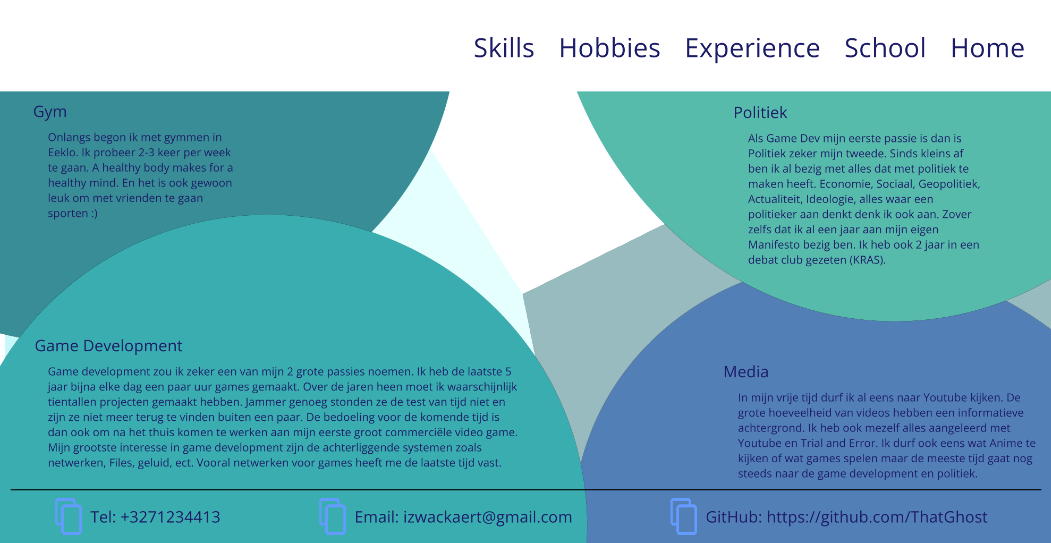 Skills Hobbies Experience School Home
Gym
Onlangs begon ik met gymmen in
Eeklo. Ik probeer 2-3 keer per week
te gaan. A healthy body makes for a
healthy mind. En het is ook gewoon
leuk om met vrienden te gaan
sporten :)
Politiek
Als Game Dev mijn eerste passie is dan is
Politiek zeker mijn tweede. Sinds kleins af
ben ik al bezig met alles dat met politiek te
maken heeft. Economie, Sociaal, Geopolitiek,
Actualiteit, Ideologie, alles waar een
politieker aan denkt denk ik ook aan. Zover
zelfs dat ik al een jaar aan mijn eigen
Manifesto bezig ben. Ik heb ook 2 jaar in een
debat club gezeten (KRAS).
Game Development
Game development zou ik zeker een van mijn 2 grote passies noemen. Ik heb de laatste 5
jaar bijna elke dag een paar uur games gemaakt. Over de jaren heen moet ik waarschijnlijk
tientallen projecten gemaakt hebben. Jammer genoeg stonden ze de test van tijd niet en
zijn ze niet meer terug te vinden buiten een paar. De bedoeling voor de komende tijd is
dan ook om na het thuis komen te werken aan mijn eerste groot commerciële video game.
Mijn grootste interesse in game development zijn de achterliggende systemen zoals
netwerken, Files, geluid, ect. Vooral netwerken voor games heeft me de laatste tijd vast.
Media
In mijn vrije tijd durf ik al eens naar Youtube kijken. De
grote hoeveelheid van videos hebben een informatieve
achtergrond. Ik heb ook mezelf alles aangeleerd met
Youtube en Trial and Error. Ik durf ook eens wat Anime te
kijken of wat games spelen maar de meeste tijd gaat nog
steeds naar de game development en politiek.
Tel: +3271234413 Email: izwackaert@gmail.com GitHub: https://github.com/ThatGhost